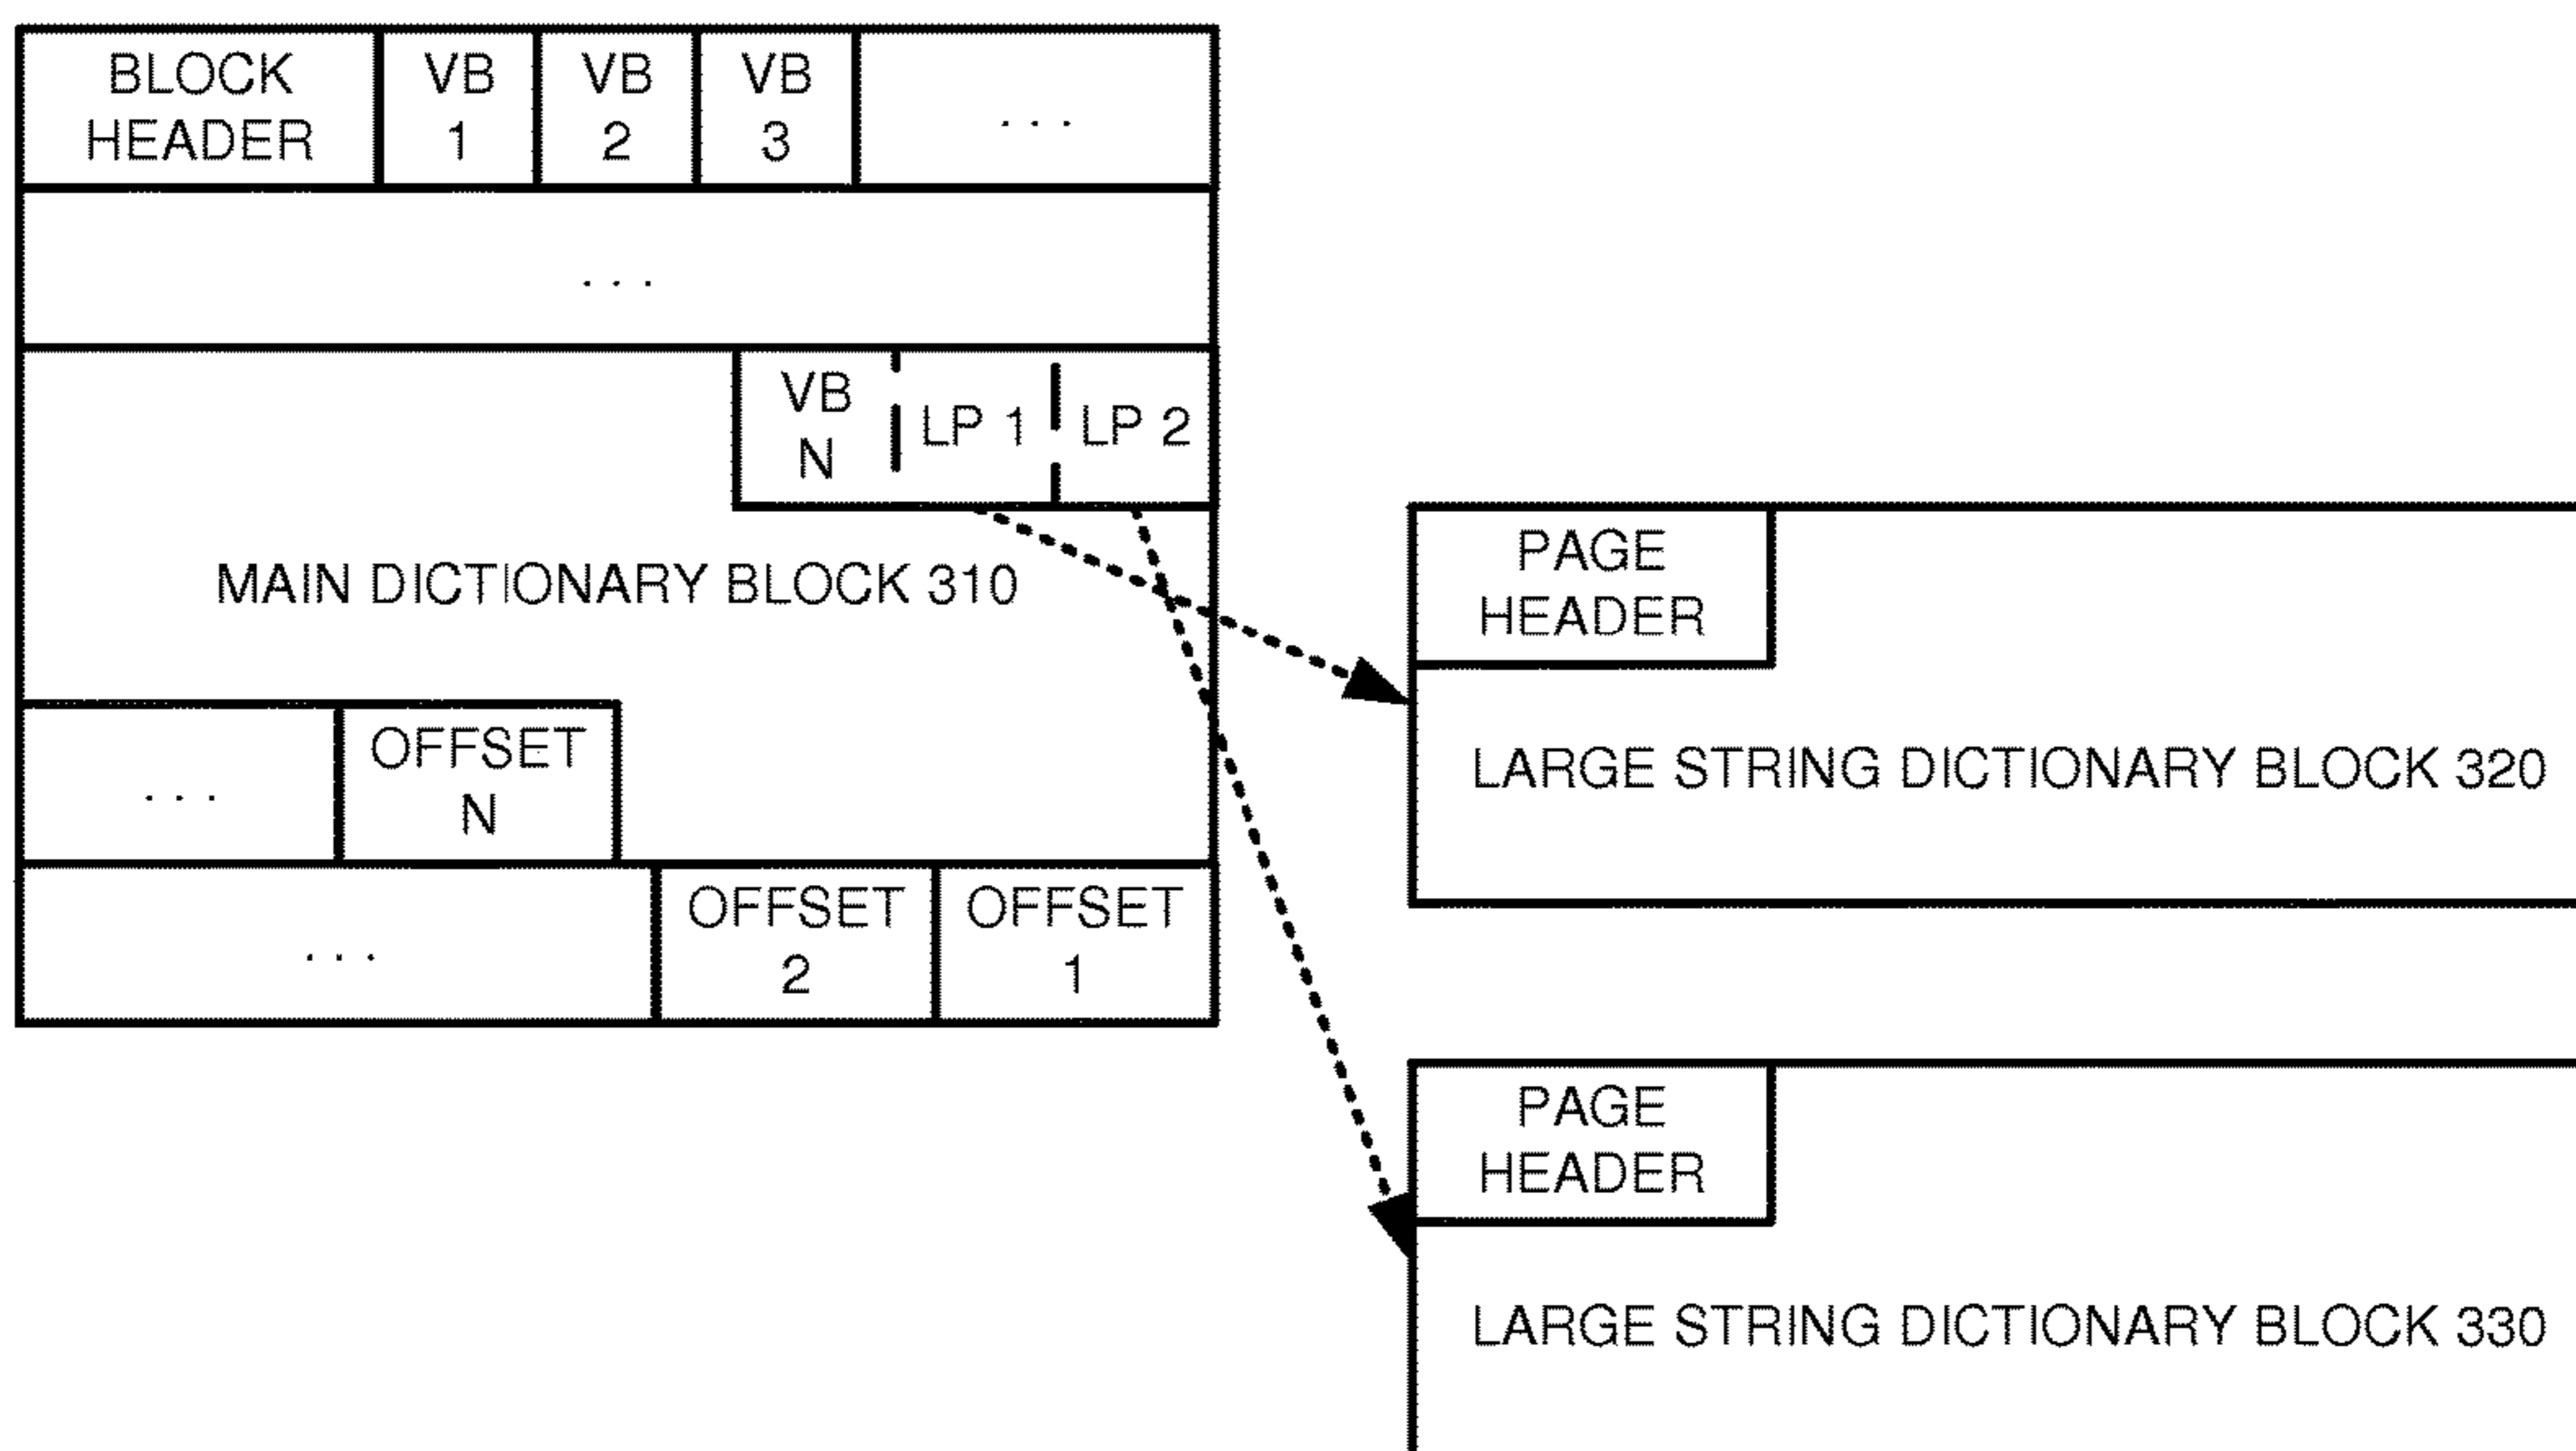 BLOCK
HEADER
VB
1
VB
2
VB
3
...
...
VB
N
LP 1
LP 2
MAIN DICTIONARY BLOCK 310
...
OFFSET
N
...
OFFSET
2
OFFSET
1
PAGE
HEADER
LARGE STRING DICTIONARY BLOCK 320
PAGE
HEADER
LARGE STRING DICTIONARY BLOCK 330